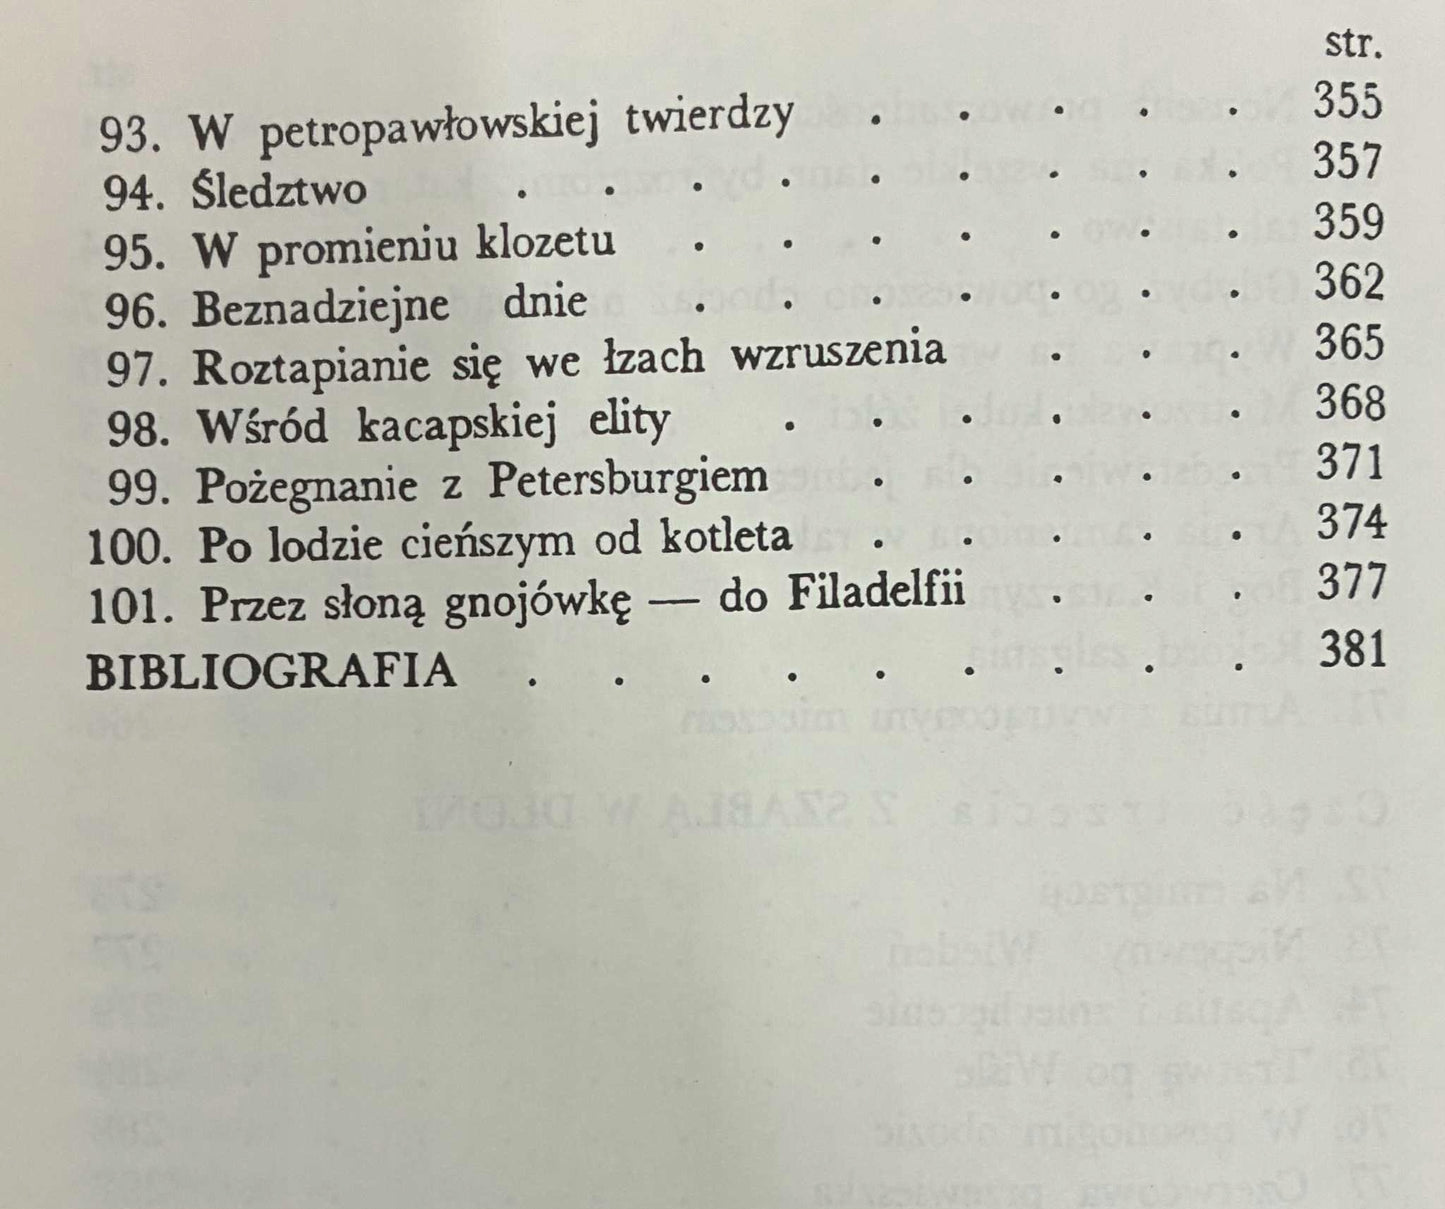 str.
93. W petropawłowskiej twierdzy . . . . . 355
94. Śledztwo . . . . . . . . . 357
95. W promieniu klozetu . . . . . . . 359
96. Beznadziejne dnie . . . . . . . 362
97. Roztapianie się we łzach wzruszenia . . . 365
98. Wśród kacapskiej elity . . . . . . 368
99. Pożegnanie z Petersburgiem . . . . . 371
100. Po lodzie cieńszym od kotleta . . . . . 374
101. Przez słoną gnojówkę — do Filadelfii . . . 377
BIBLIOGRAFIA . . . . . . . . . 381